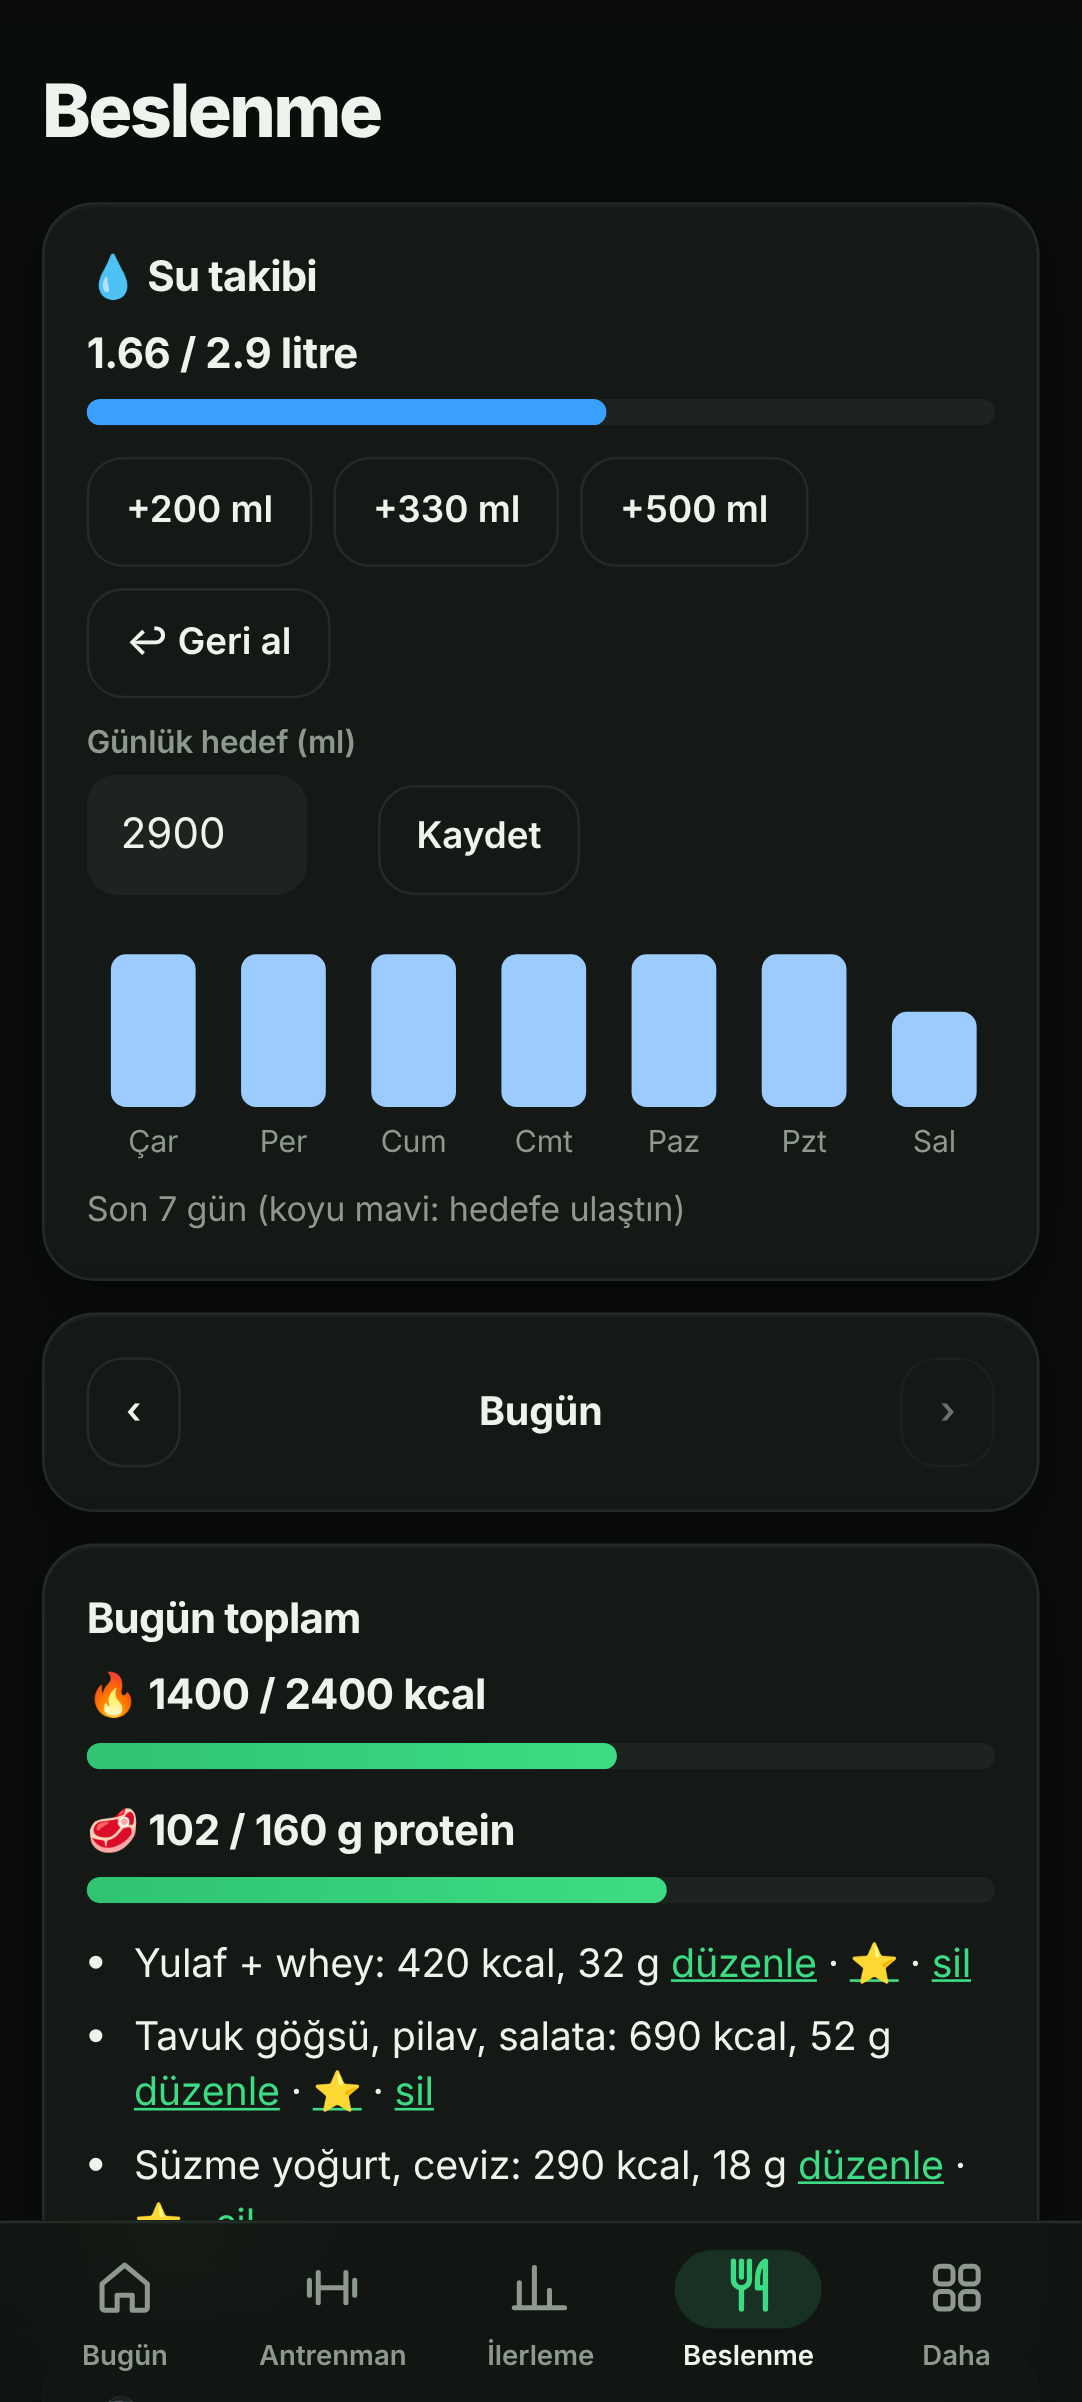 Beslenme
💧 Su takibi
1.66 / 2.9 litre
+200 ml
+330 ml
+500 ml
↩ Geri al
Günlük hedef (ml)
2900
Kaydet
Çar Per Cum Cmt Paz Pzt Sal
Son 7 gün (koyu mavi: hedefe ulaştın)
‹ Bugün ›
Bugün toplam
🔥 1400 / 2400 kcal
🥩 102 / 160 g protein
• Yulaf + whey: 420 kcal, 32 g düzenle · ⭐ · sil
• Tavuk göğsü, pilav, salata: 690 kcal, 52 g
düzenle · ⭐ · sil
• Süzme yoğurt, ceviz: 290 kcal, 18 g düzenle ·
⭐ · sil
Bugün Antrenman İlerleme Beslenme Daha